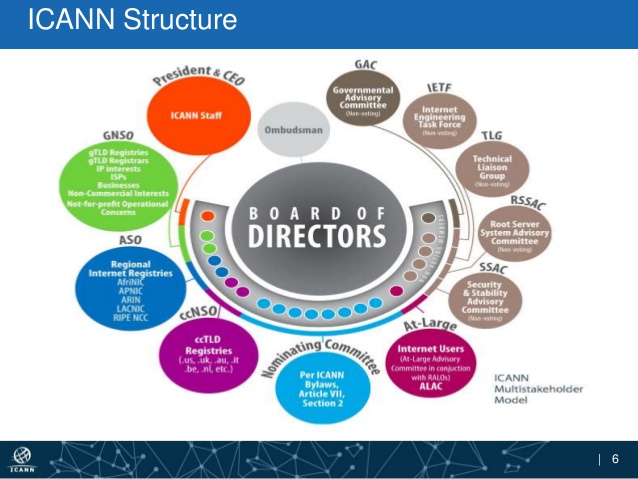 ICANN Structure
President & CEO
ICANN Staff
Ombudsman
GAC
Governmental
Advisory
Committee
(Non-voting)
IETF
Internet
Engineering
Task Force
(Non-voting)
TLG
Technical
Liaison
Group
(Non-voting)
RSSAC
Root Server
System Advisory
Committee
(Non-voting)
SSAC
Security
& Stability
Advisory
Committee
(Non-voting)
GNSO
gTLD Registries
gTLD Registrars
IP interests
ISPs
Businesses
Non-Commercial Interests
Not-for-profit Operational
Concerns
BOARD OF
DIRECTORS
ASO
Regional
Internet Registries
AfriNIC
APNIC
ARIN
LACNIC
RIPE NCC
ccNSO
ccTLD
Registries
(.us, .uk, .au, .it
.be, .nl, etc.)
Nominating Committee
Per ICANN
Bylaws,
Article VII,
Section 2
At-Large
Internet Users
(At-Large Advisory
Committee in conjuction
with RALOs)
ALAC
ICANN
Multistakeholder
Model
ICANN
| 6